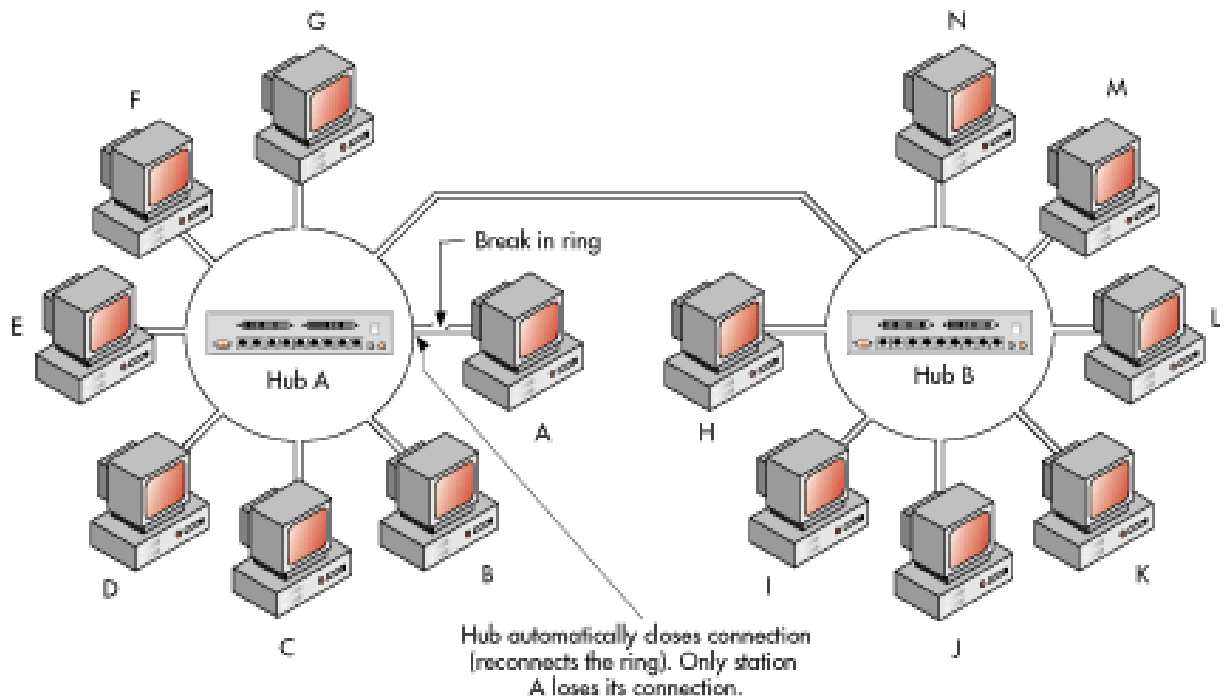 G
N
F
M
Break in ring
E
L
Hub A
Hub B
A
H
D
B
I
K
C
J
Hub automatically closes connection
(reconnects the ring). Only station
A loses its connection.